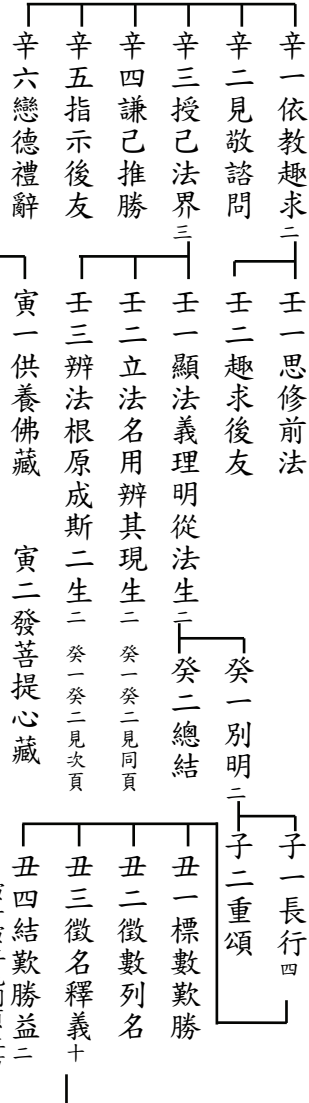 辛一依教趣求二
辛二見敬諮問
辛三授己法界三
辛四謙己推勝
辛五指示後友
辛六戀德禮辭
壬一思修前法
壬二趣求後友
壬一顯法義理明從法生二
壬二立法名用辨其現生二 癸一癸二見同頁
壬三辨法根原成斯二生二 癸一癸二見次頁
寅一供養佛藏 寅二發菩提心藏
癸一別明二
癸二總結
子一長行四
子二重頌
丑一標數歎勝
丑二徵數列名
丑三徵名釋義十
丑四結歎勝益二